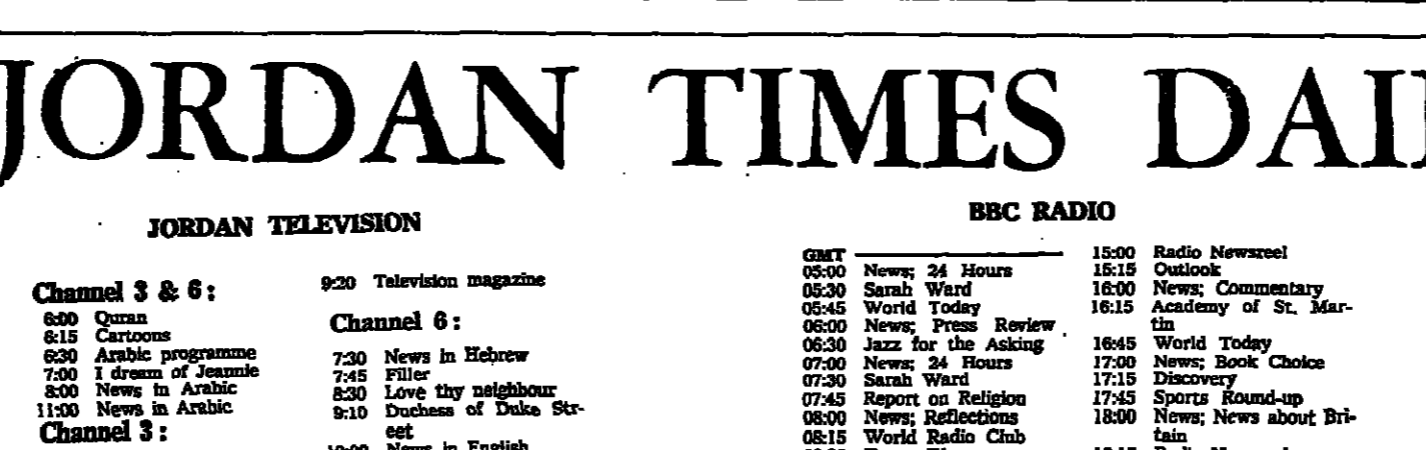 JORDAN TIMES DAI
JORDAN TELEVISION
Channel 3 & 6:
6:00 Quran
6:15 Cartoons
6:30 Arabic programme
7:00 I dream of Jeannie
8:00 News in Arabic
11:00 News in Arabic
Channel 3:
9:20 Television magazine
Channel 6:
7:30 News in Hebrew
7:45 Filler
8:30 Love thy neighbour
9:10 Duchess of Duke Str-
eet
10:00 News in English
BBC RADIO
GMT
05:00 News; 24 Hours
05:30 Sarah Ward
05:45 World Today
06:00 News; Press Review
06:30 Jazz for the Asking
07:00 News; 24 Hours
07:30 Sarah Ward
07:45 Report on Religion
08:00 News; Reflections
08:15 World Radio Club
15:00 Radio Newsreel
15:15 Outlook
16:00 News; Commentary
16:15 Academy of St. Mar-
tin
16:45 World Today
17:00 News; Book Choice
17:15 Discovery
17:45 Sports Round-up
18:00 News; News about Bri-
tain